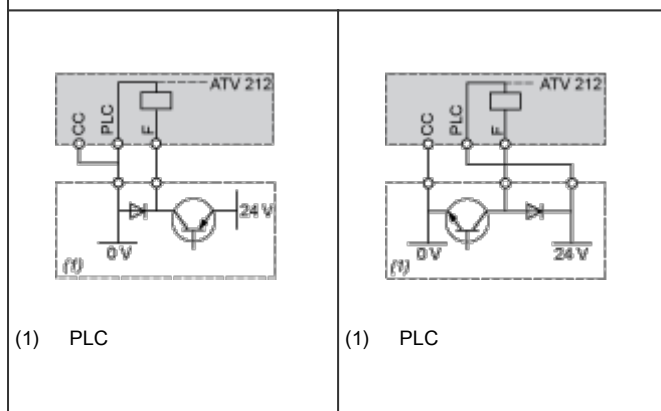 ATV 212
CC
PLC
F
24 V
0 V
(1)
(1) PLC
ATV 212
CC
PLC
F
0 V
24 V
(1)
(1) PLC